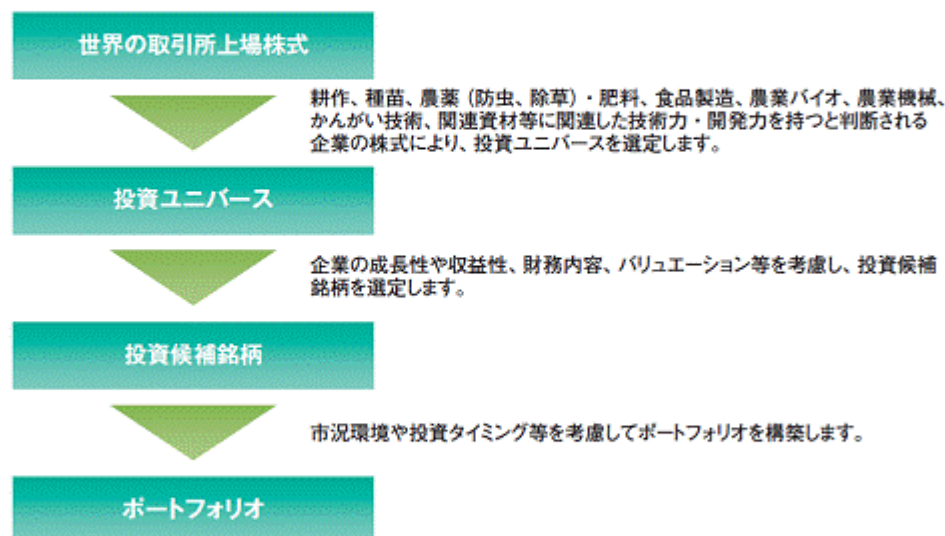 世界の取引所上場株式
耕作、種苗、農薬（防虫、除草）・肥料、食品製造、農業バイオ、農業機械、
かんがい技術、関連資材等に関連した技術力・開発力を持つと判断される
企業の株式により、投資ユニバースを選定します。
投資ユニバース
企業の成長性や収益性、財務内容、バリュエーション等を考慮し、投資候補
銘柄を選定します。
投資候補銘柄
市況環境や投資タイミング等を考慮してポートフォリオを構築します。
ポートフォリオ